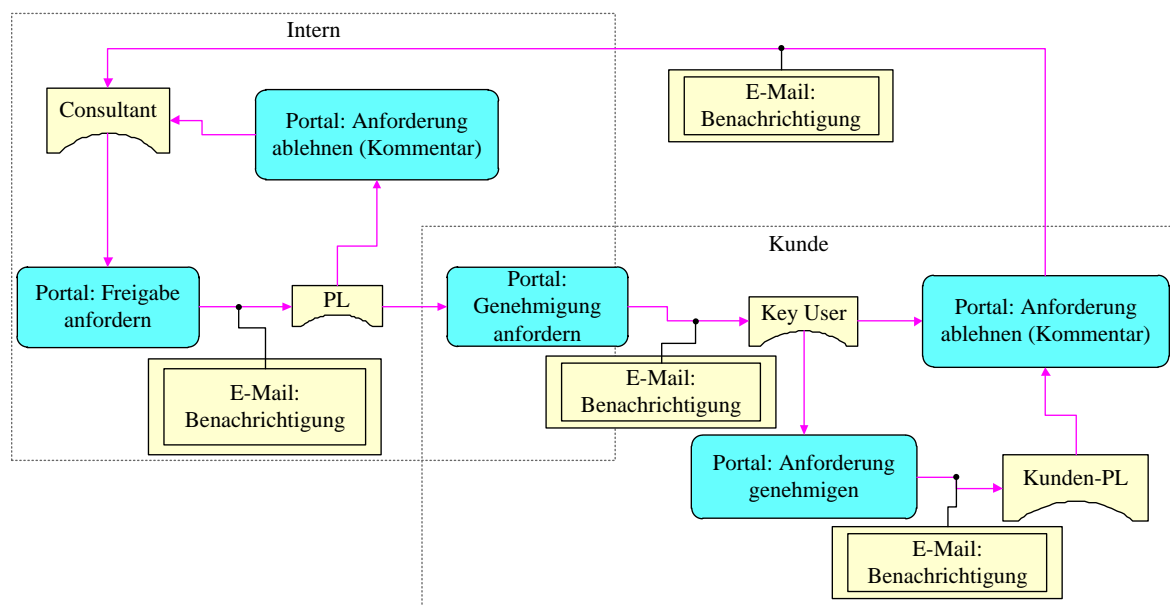 Intern
E-Mail:
Benachrichtigung
Consultant
Portal: Anforderung
ablehnen (Kommentar)
Kunde
Portal: Freigabe
anfordern
PL
Portal:
Genehmigung
anfordern
Key User
Portal: Anforderung
ablehnen (Kommentar)
E-Mail:
Benachrichtigung
E-Mail:
Benachrichtigung
Portal: Anforderung
genehmigen
Kunden-PL
E-Mail:
Benachrichtigung